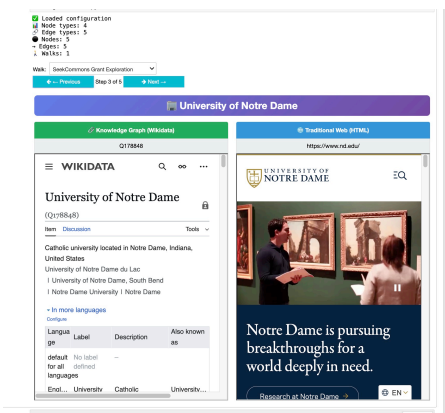 Loaded configuration
Node types: 4
Edge types: 5
Nodes: 5
Edges: 5
Walks: 1
Walk: SeekCommons Grant Exploration
← Previous Step 3 of 5 → Next →
University of Notre Dame
Knowledge Graph (Wikidata)
Q178848
WIKIDATA
University of Notre Dame
(Q178848)
Item Discussion Tools
Catholic university located in Notre Dame, Indiana,
United States
University of Notre Dame du Lac
| University of Notre Dame, South Bend
| Notre Dame University | Notre Dame
In more languages
Configure
Langua
ge Label Description Also known
as
default
for all
languages No label
defined –
Engl... University Catholic University...
Traditional Web (HTML)
https://www.nd.edu/
UNIVERSITY OF
NOTRE DAME
Notre Dame is pursuing
breakthroughs for a
world deeply in need.
Research at Notre Dame →
EN